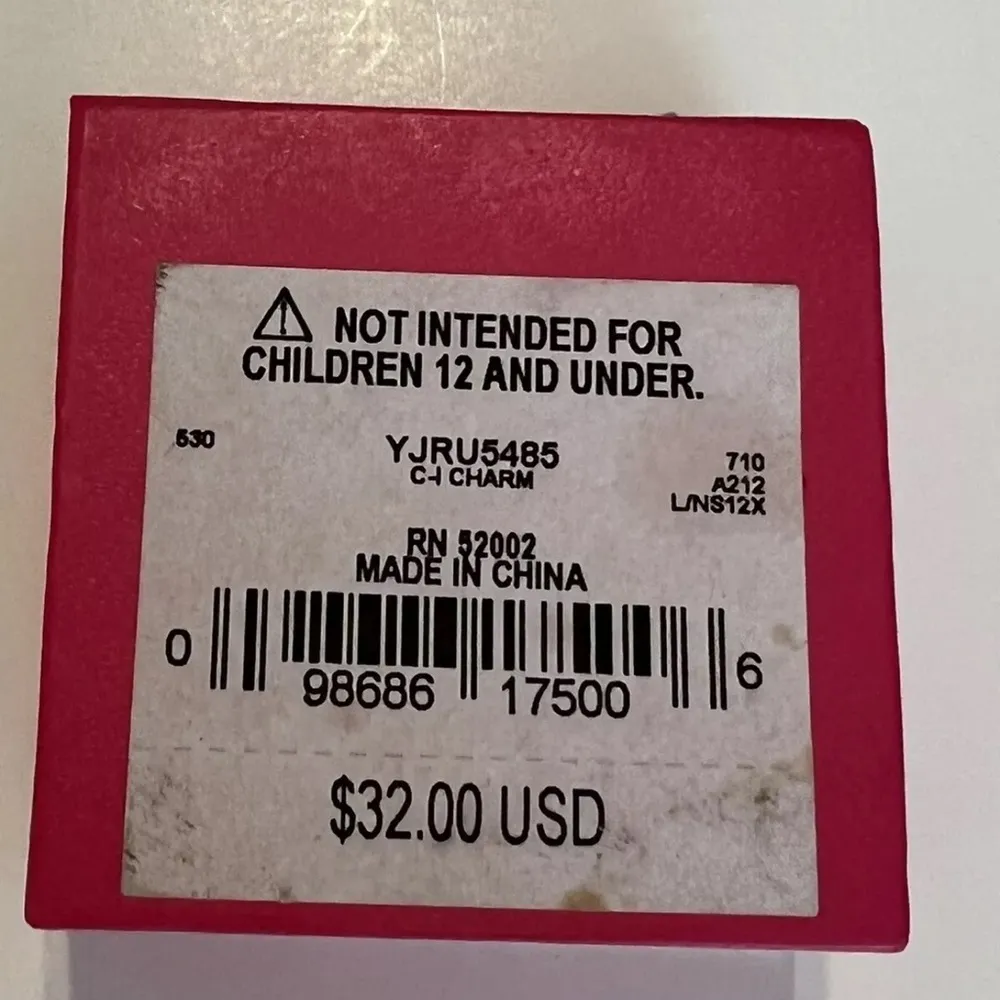 NOT INTENDED FOR
CHILDREN 12 AND UNDER.
530
YJRU5485
C-I CHARM
710
A212
L/NS12X
RN 52002
MADE IN CHINA
0 98686 17500 6
$32.00 USD